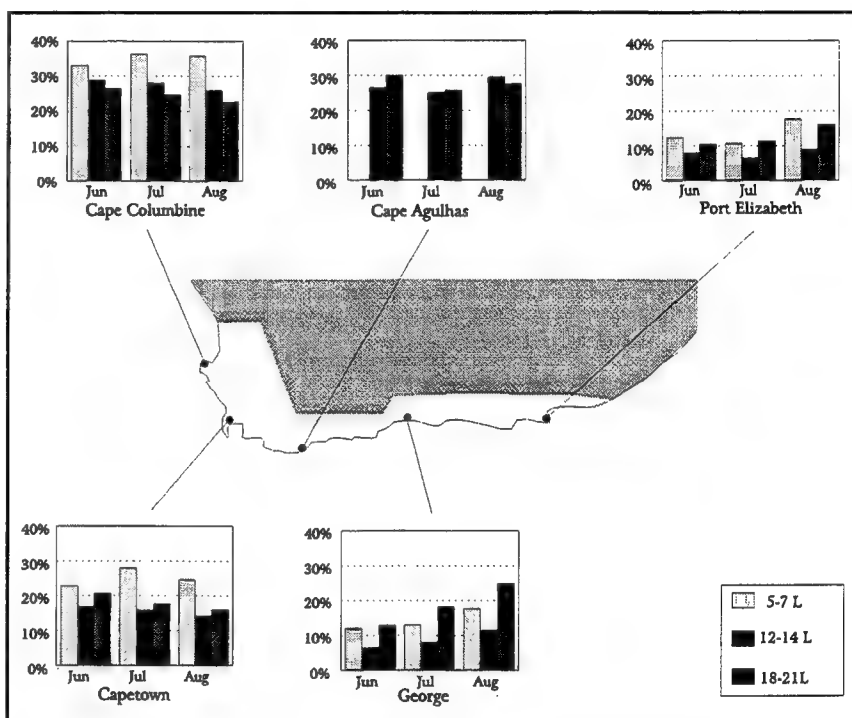 40%
30%
20%
10%
0%
Jun Jul Aug
Cape Columbine
40%
30%
20%
10%
0%
Jun Jul Aug
Cape Agulhas
40%
30%
20%
10%
0%
Jun Jul Aug
Port Elizabeth
40%
30%
20%
10%
0%
Jun Jul Aug
Capetown
40%
30%
20%
10%
0%
Jun Jul Aug
George
5-7 L
12-14 L
18-21L